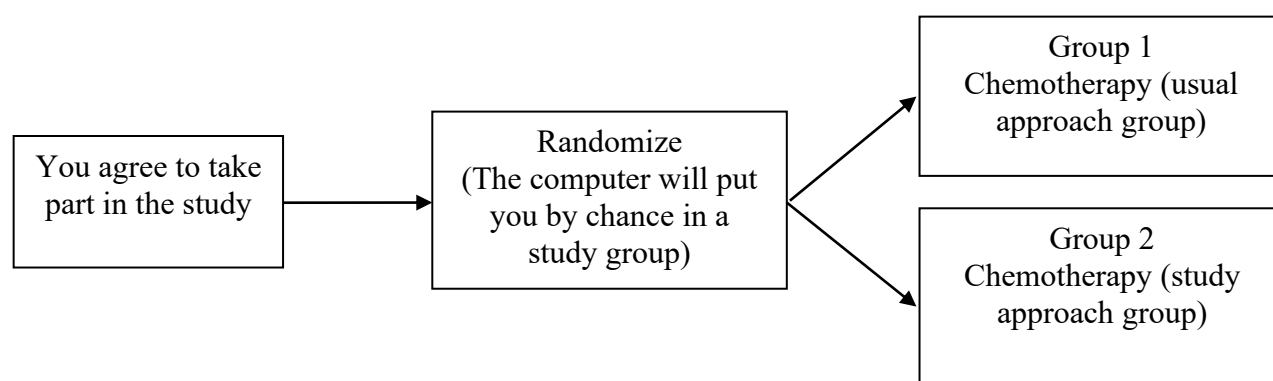 You agree to take
part in the study
Randomize
(The computer will put
you by chance in a
study group)
Group 1
Chemotherapy (usual
approach group)
Group 2
Chemotherapy (study
approach group)